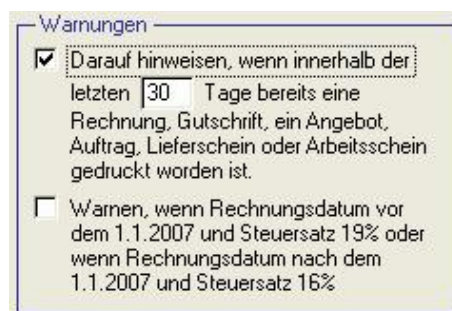 Warnungen
Darauf hinweisen, wenn innerhalb der
letzten 30 Tage bereits eine
Rechnung, Gutschrift, ein Angebot,
Auftrag, Lieferschein oder Arbeitsschein
gedruckt worden ist.
Warnen, wenn Rechnungsdatum vor
dem 1.1.2007 und Steuersatz 19% oder
wenn Rechnungsdatum nach dem
1.1.2007 und Steuersatz 16%